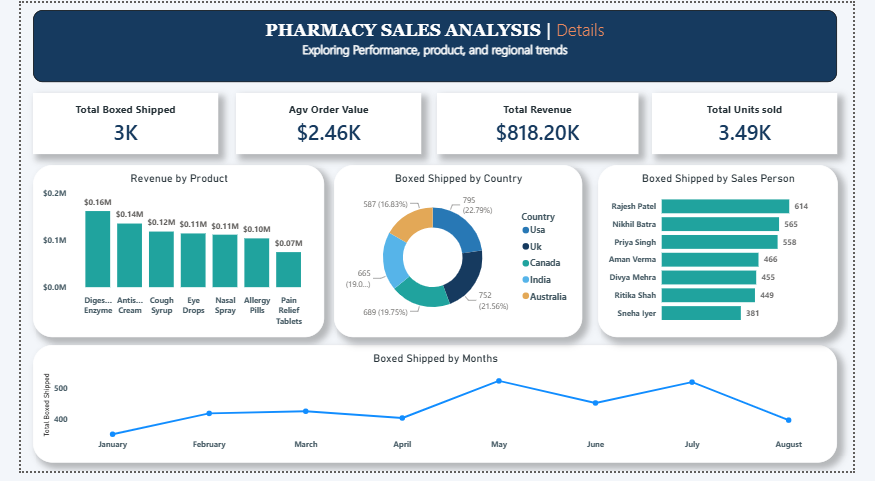 PHARMACY SALES ANALYSIS | Details
Exploring Performance, product, and regional trends
Total Boxed Shipped
3K
Agv Order Value
$2.46K
Total Revenue
$818.20K
Total Units sold
3.49K
Revenue by Product
$0.2M
$0.1M
$0.0M
$0.16M
$0.14M
$0.12M
$0.11M
$0.11M
$0.10M
$0.07M
Diges... Enzyme
Antis... Cream
Cough Syrup
Eye Drops
Nasal Spray
Allergy Pills
Pain Relief Tablets
Boxed Shipped by Country
587 (16.83%)
795
(22.79%)
665
(19.0...)
689 (19.75%)
752
(21.56%)
Country
Usa
Uk
Canada
India
Australia
Boxed Shipped by Sales Person
Rajesh Patel 614
Nikhil Batra 565
Priya Singh 558
Aman Verma 466
Divya Mehra 455
Ritika Shah 449
Sneha Iyer 381
Boxed Shipped by Months
Total Boxed Shipped
500
400
January February March April May June July August